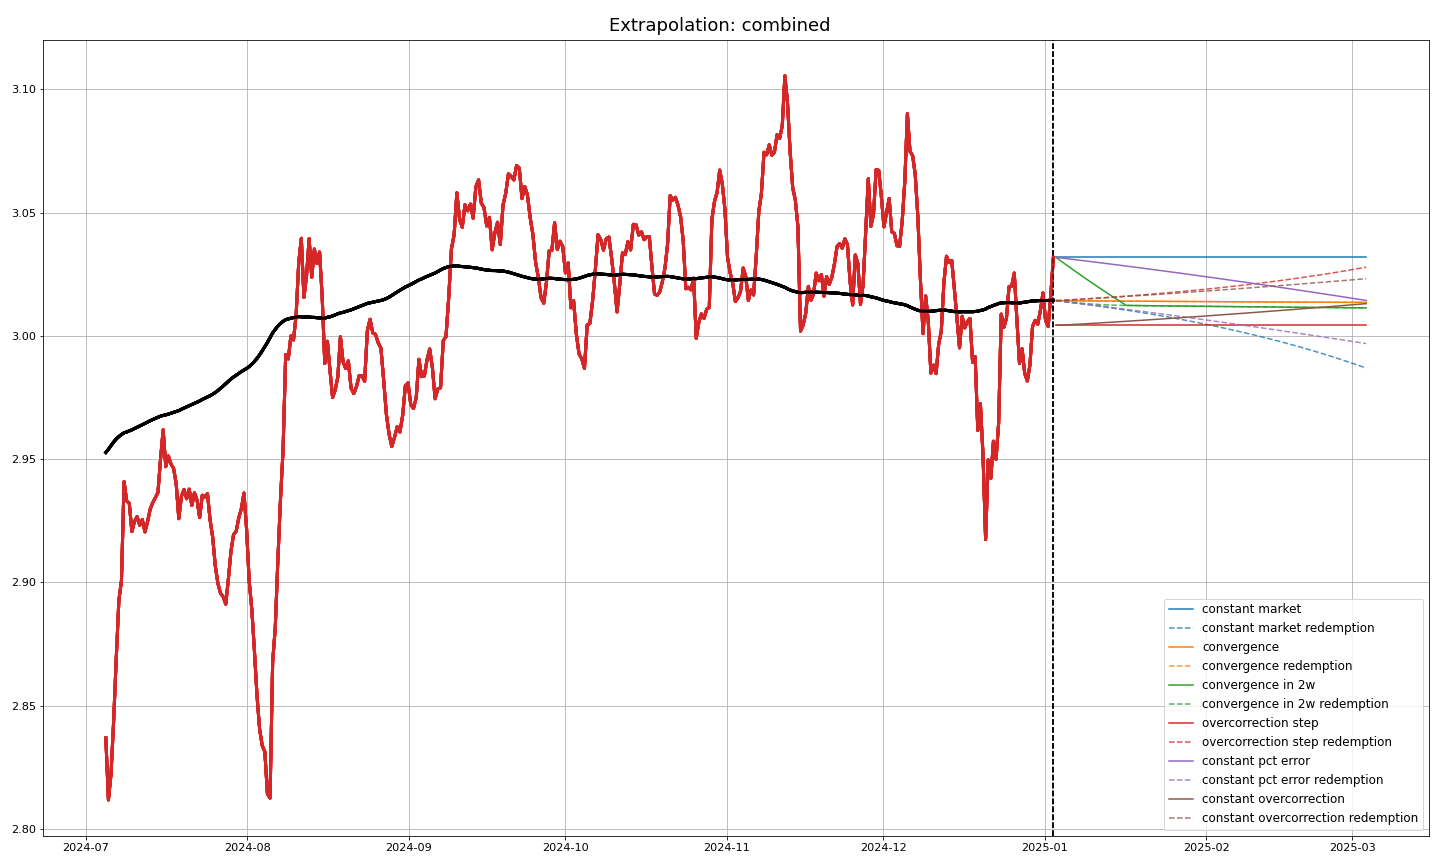 Extrapolation: combined
3.10
3.05
3.00
2.95
2.90
2.85
2.80
constant market
constant market redemption
convergence
convergence redemption
convergence in 2w
convergence in 2w redemption
overcorrection step
overcorrection step redemption
constant pct error
constant pct error redemption
constant overcorrection
constant overcorrection redemption
2024-07 2024-08 2024-09 2024-10 2024-11 2024-12 2025-01 2025-02 2025-03